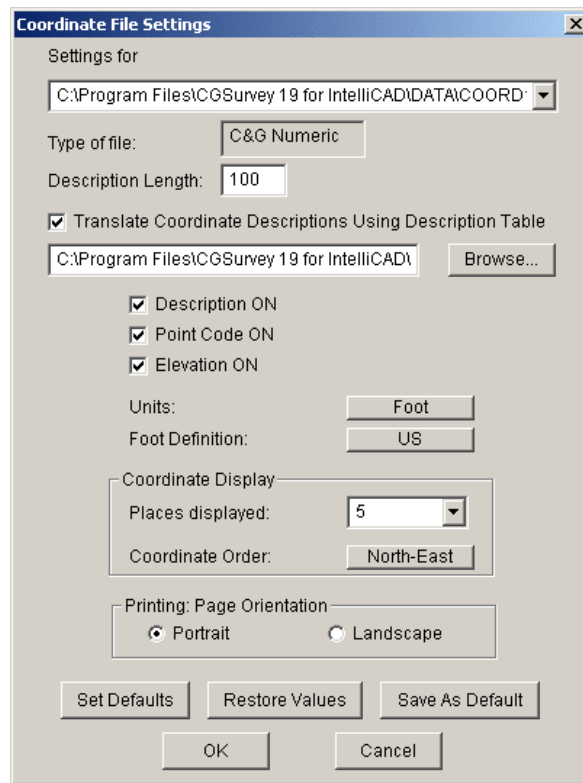 Coordinate File Settings
Settings for
C:\Program Files\CGSurvey 19 for IntelliCAD\DATA\COORD
Type of file: C&G Numeric
Description Length: 100
Translate Coordinate Descriptions Using Description Table
C:\Program Files\CGSurvey 19 for IntelliCAD\ Browse...
Description ON
Point Code ON
Elevation ON
Units: Foot
Foot Definition: US
Coordinate Display
Places displayed: 5
Coordinate Order: North-East
Printing: Page Orientation
Portrait Landscape
Set Defaults Restore Values Save As Default
OK Cancel